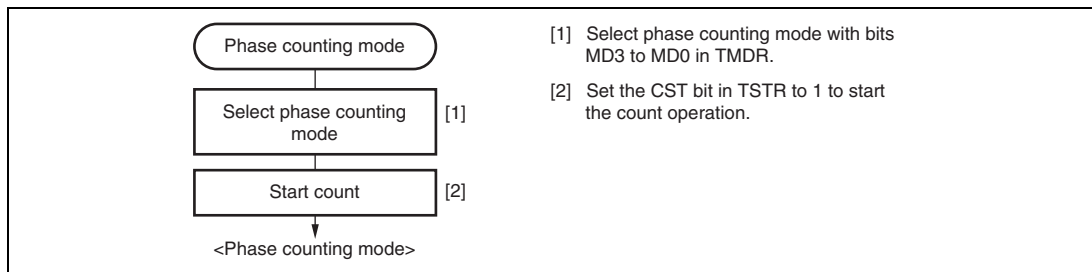 Phase counting mode
Select phase counting
mode
[1]
Start count
[2]
<Phase counting mode>
[1] Select phase counting mode with bits
MD3 to MD0 in TMDR.
[2] Set the CST bit in TSTR to 1 to start
the count operation.